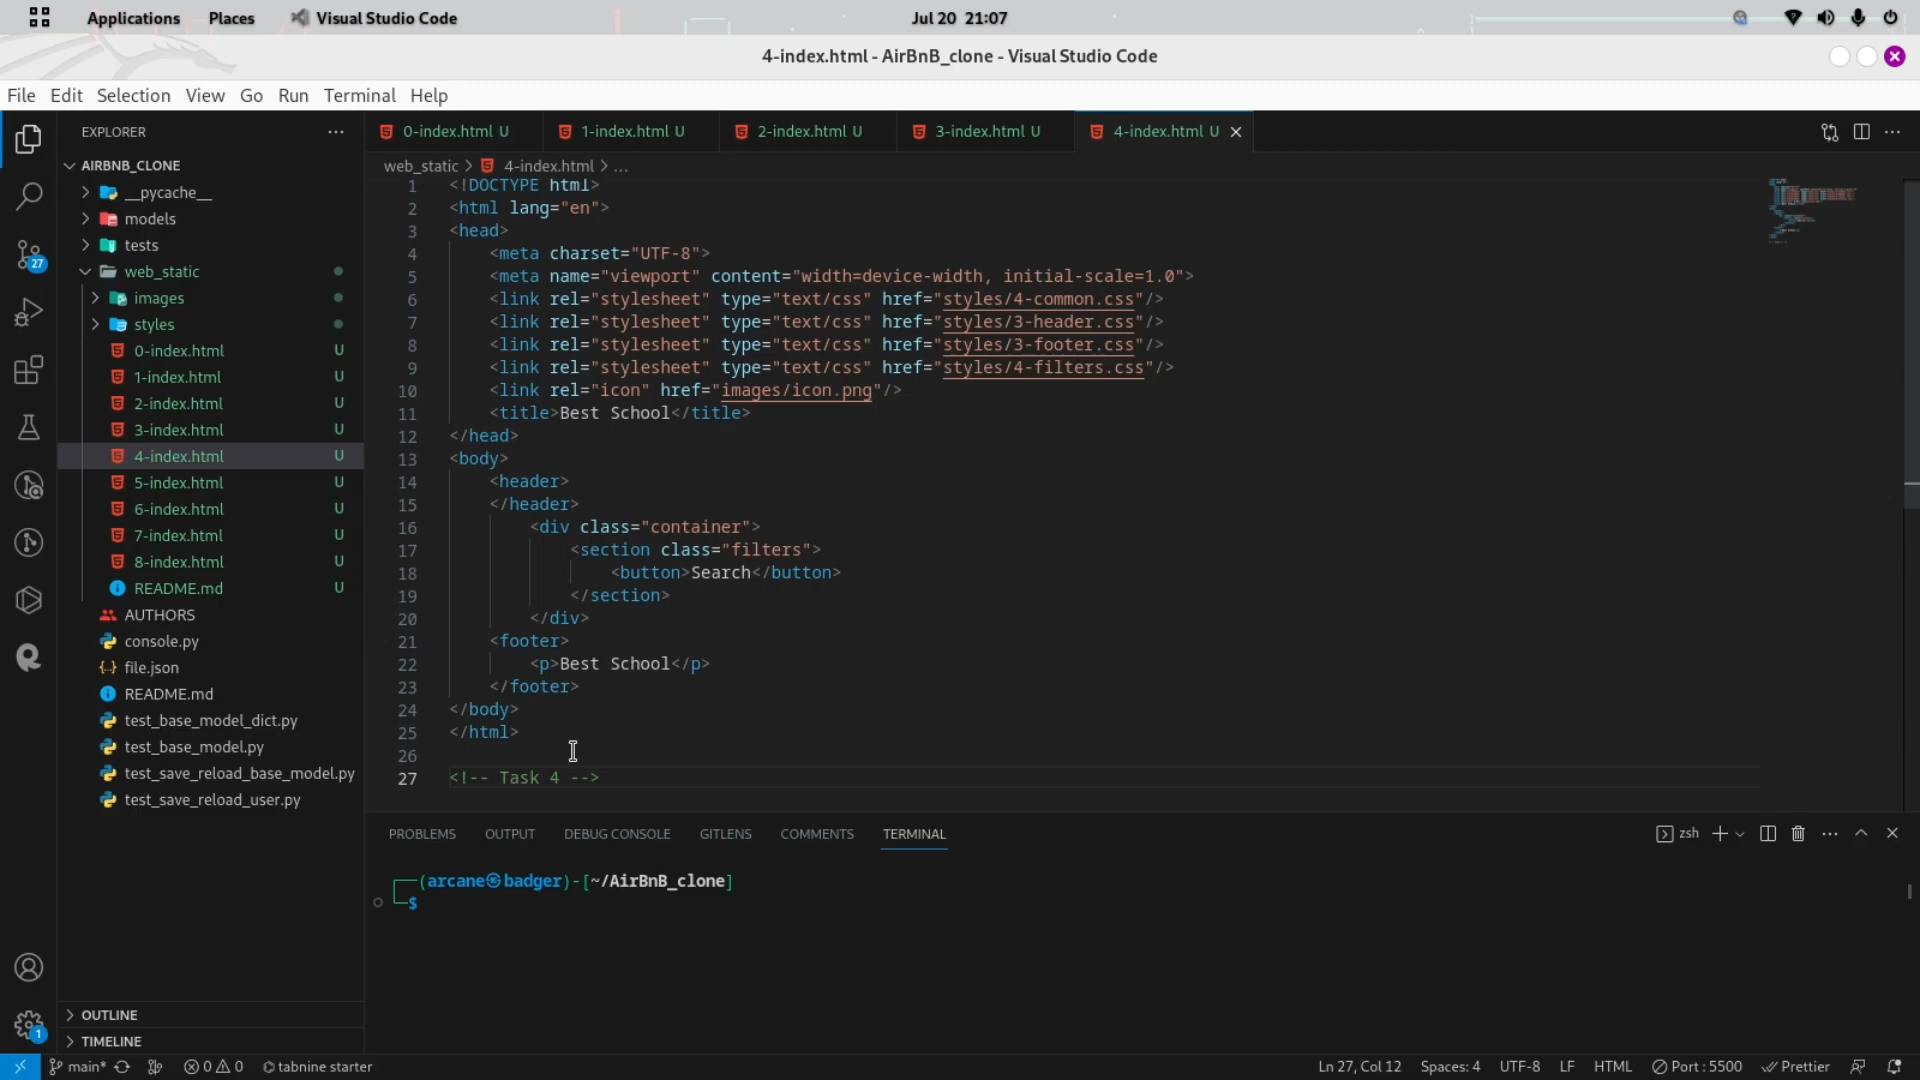 Applications Places Visual Studio Code Jul 20 21:07
4-index.html - AirBnB_clone - Visual Studio Code
File Edit Selection View Go Run Terminal Help
EXPLORER
AIRBNB_CLONE
__pycache__
models
tests
web_static
images
styles
0-index.html U
1-index.html U
2-index.html U
3-index.html U
4-index.html U
5-index.html U
6-index.html U
7-index.html U
8-index.html U
README.md U
AUTHORS
console.py
file.json
README.md
test_base_model_dict.py
test_base_model.py
test_save_reload_base_model.py
test_save_reload_user.py
OUTLINE
TIMELINE
27
1
0-index.html U 1-index.html U 2-index.html U 3-index.html U 4-index.html U
web_static > 4-index.html > ...
1 <!DOCTYPE html>
2 <html lang="en">
3 <head>
4 <meta charset="UTF-8">
5 <meta name="viewport" content="width=device-width, initial-scale=1.0">
6 <link rel="stylesheet" type="text/css" href="styles/4-common.css"/>
7 <link rel="stylesheet" type="text/css" href="styles/3-header.css"/>
8 <link rel="stylesheet" type="text/css" href="styles/3-footer.css"/>
9 <link rel="stylesheet" type="text/css" href="styles/4-filters.css"/>
10 <link rel="icon" href="images/icon.png"/>
11 <title>Best School</title>
12 </head>
13 <body>
14 <header>
15 </header>
16 <div class="container">
17 <section class="filters">
18 <button>Search</button>
19 </section>
20 </div>
21 <footer>
22 <p>Best School</p>
23 </footer>
24 </body>
25 </html>
26
27 <!-- Task 4 -->
PROBLEMS OUTPUT DEBUG CONSOLE GITLENS COMMENTS TERMINAL zsh
(arcane㉿badger)-[~/AirBnB_clone]
$
main* 0 0 tabnine starter Ln 27, Col 12 Spaces: 4 UTF-8 LF HTML Port : 5500 Prettier